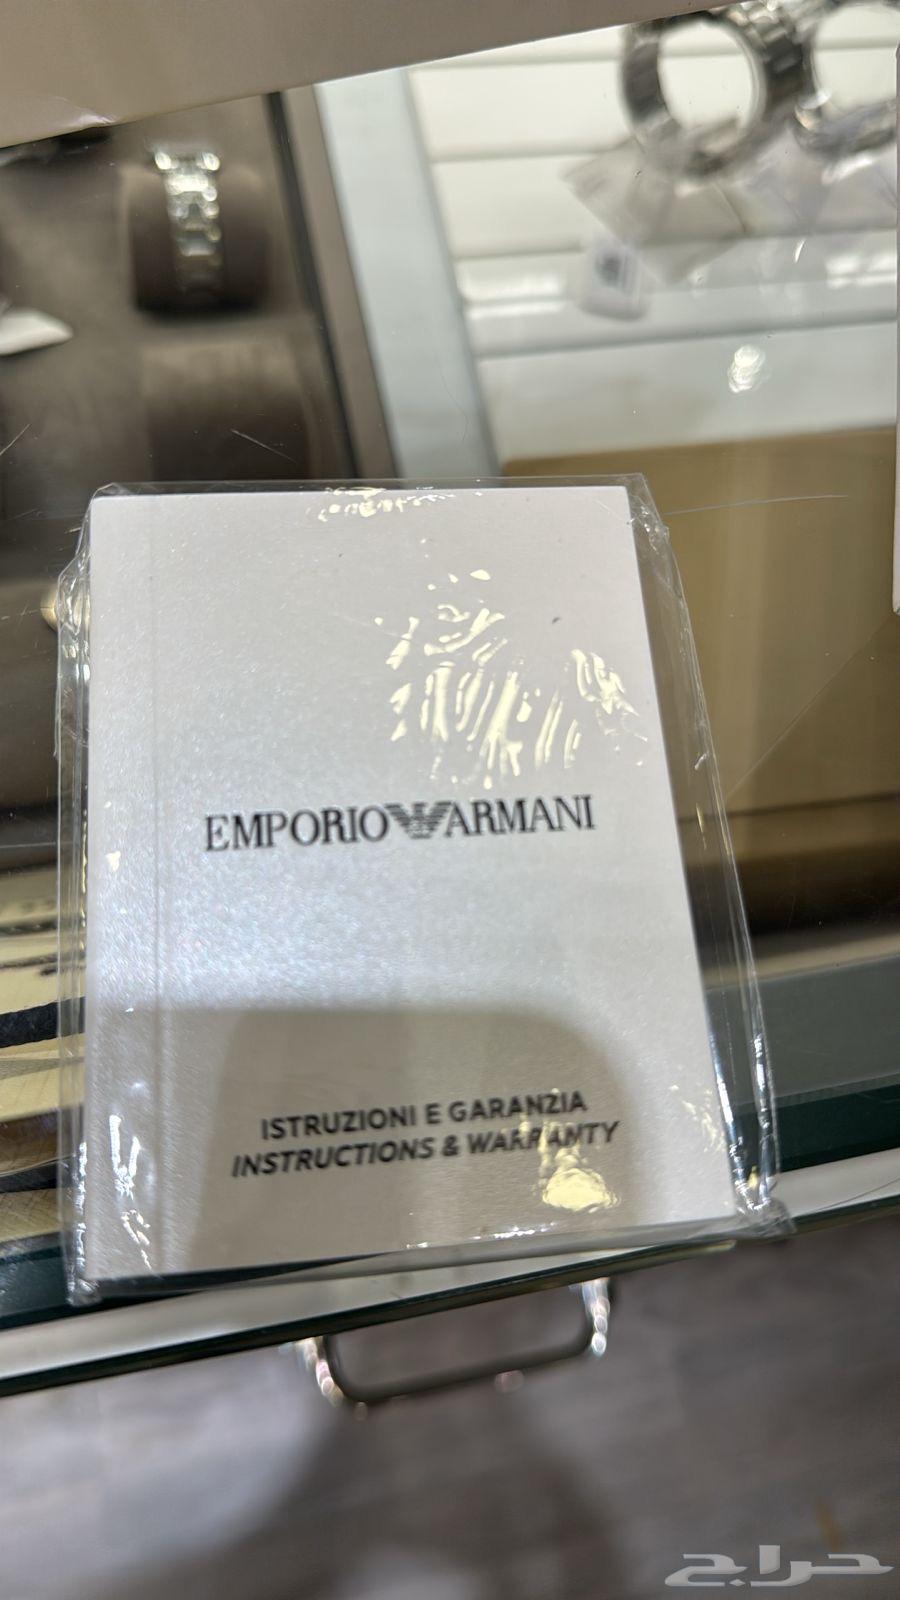 EMPORIO ARMANI
ISTRUZIONI E GARANZIA
INSTRUCTIONS & WARRANTY
حراج